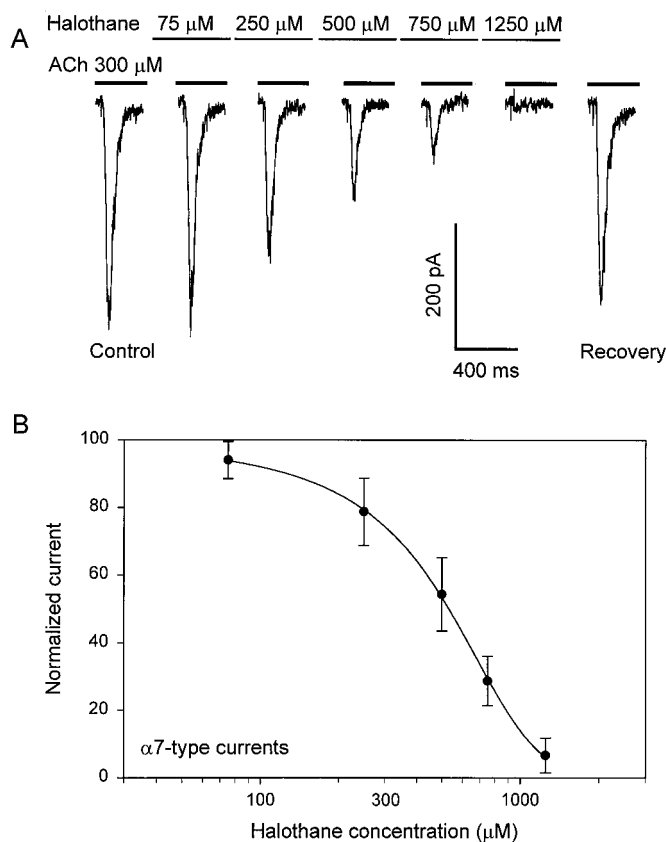 A
Halothane 75 μM 250 μM 500 μM 750 μM 1250 μM
ACh 300 μM
200 pA
400 ms
Control
Recovery
B
100
80
60
40
20
0
Normalized current
α7-type currents
100 300 1000
Halothane concentration (μM)